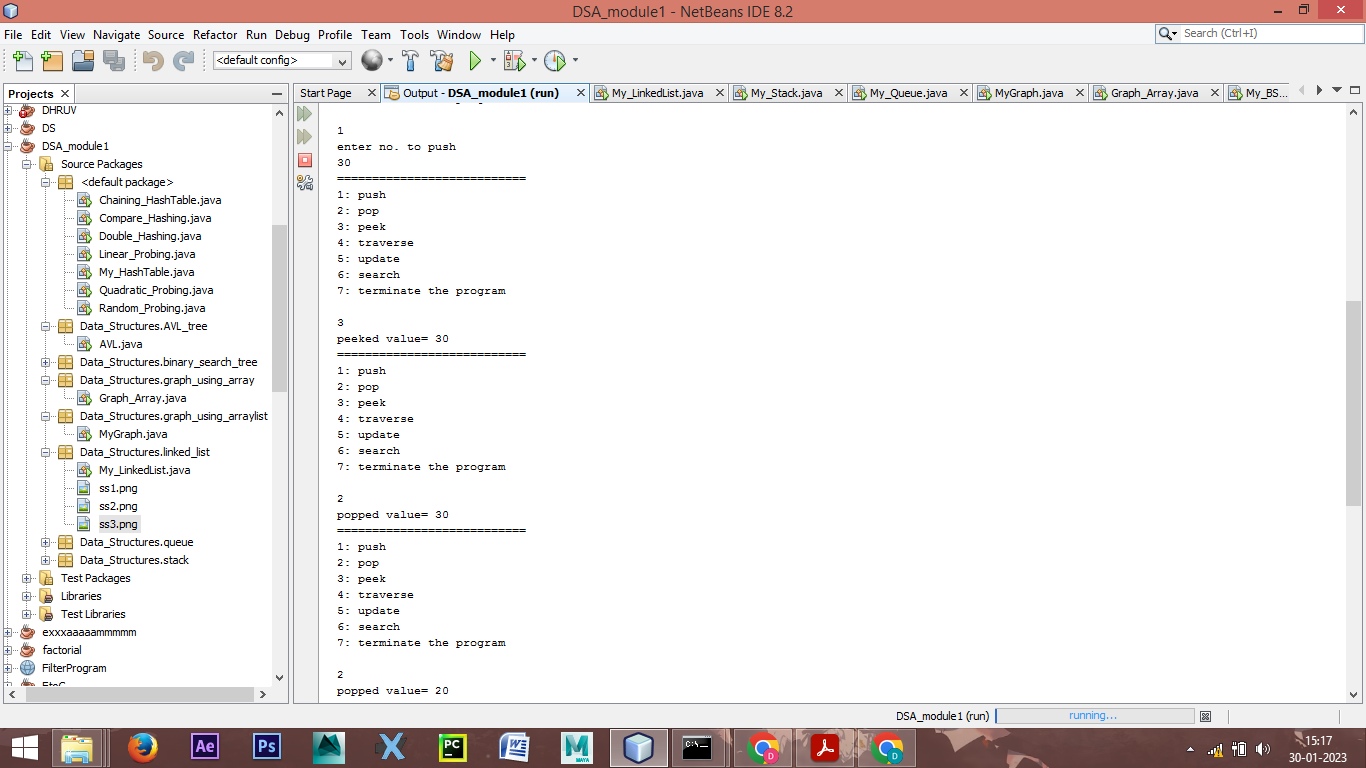 DSA_module1 - NetBeans IDE 8.2
File Edit View Navigate Source Refactor Run Debug Profile Team Tools Window Help
Search (Ctrl+I)
<default config>
Projects
DHRUV
DS
DSA_module1
Source Packages
<default package>
Chaining_HashTable.java
Compare_Hashing.java
Double_Hashing.java
Linear_Probing.java
My_HashTable.java
Quadratic_Probing.java
Random_Probing.java
Data_Structures.AVL_tree
AVL.java
Data_Structures.binary_search_tree
Data_Structures.graph_using_array
Graph_Array.java
Data_Structures.graph_using_arraylist
MyGraph.java
Data_Structures.linked_list
My_LinkedList.java
ss1.png
ss2.png
ss3.png
Data_Structures.queue
Data_Structures.stack
Test Packages
Libraries
Test Libraries
exxxaaaaammmmm
factorial
FilterProgram
Start Page Output - DSA_module1 (run) My_LinkedList.java My_Stack.java My_Queue.java MyGraph.java Graph_Array.java My_BS...
1
enter no. to push
30
===========================
1: push
2: pop
3: peek
4: traverse
5: update
6: search
7: terminate the program
3
peeked value= 30
===========================
1: push
2: pop
3: peek
4: traverse
5: update
6: search
7: terminate the program
2
popped value= 30
===========================
1: push
2: pop
3: peek
4: traverse
5: update
6: search
7: terminate the program
2
popped value= 20
DSA_module1 (run) running...
Ae Ps PC W M MAYA C:\. D D
15:17
30-01-2023